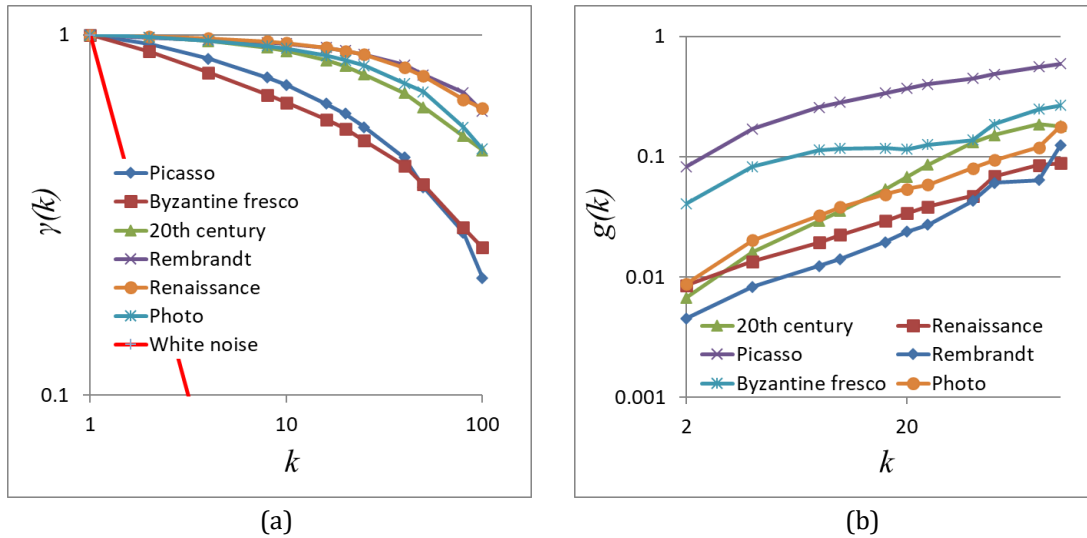 1
γ(k)
Picasso
Byzantine fresco
20th century
Rembrandt
Renaissance
Photo
White noise
0.1
1 10 100
k
(a)
1
0.1
g(k)
0.01
20th century Renaissance
Picasso Rembrandt
Byzantine fresco Photo
0.001
2 20
k
(b)